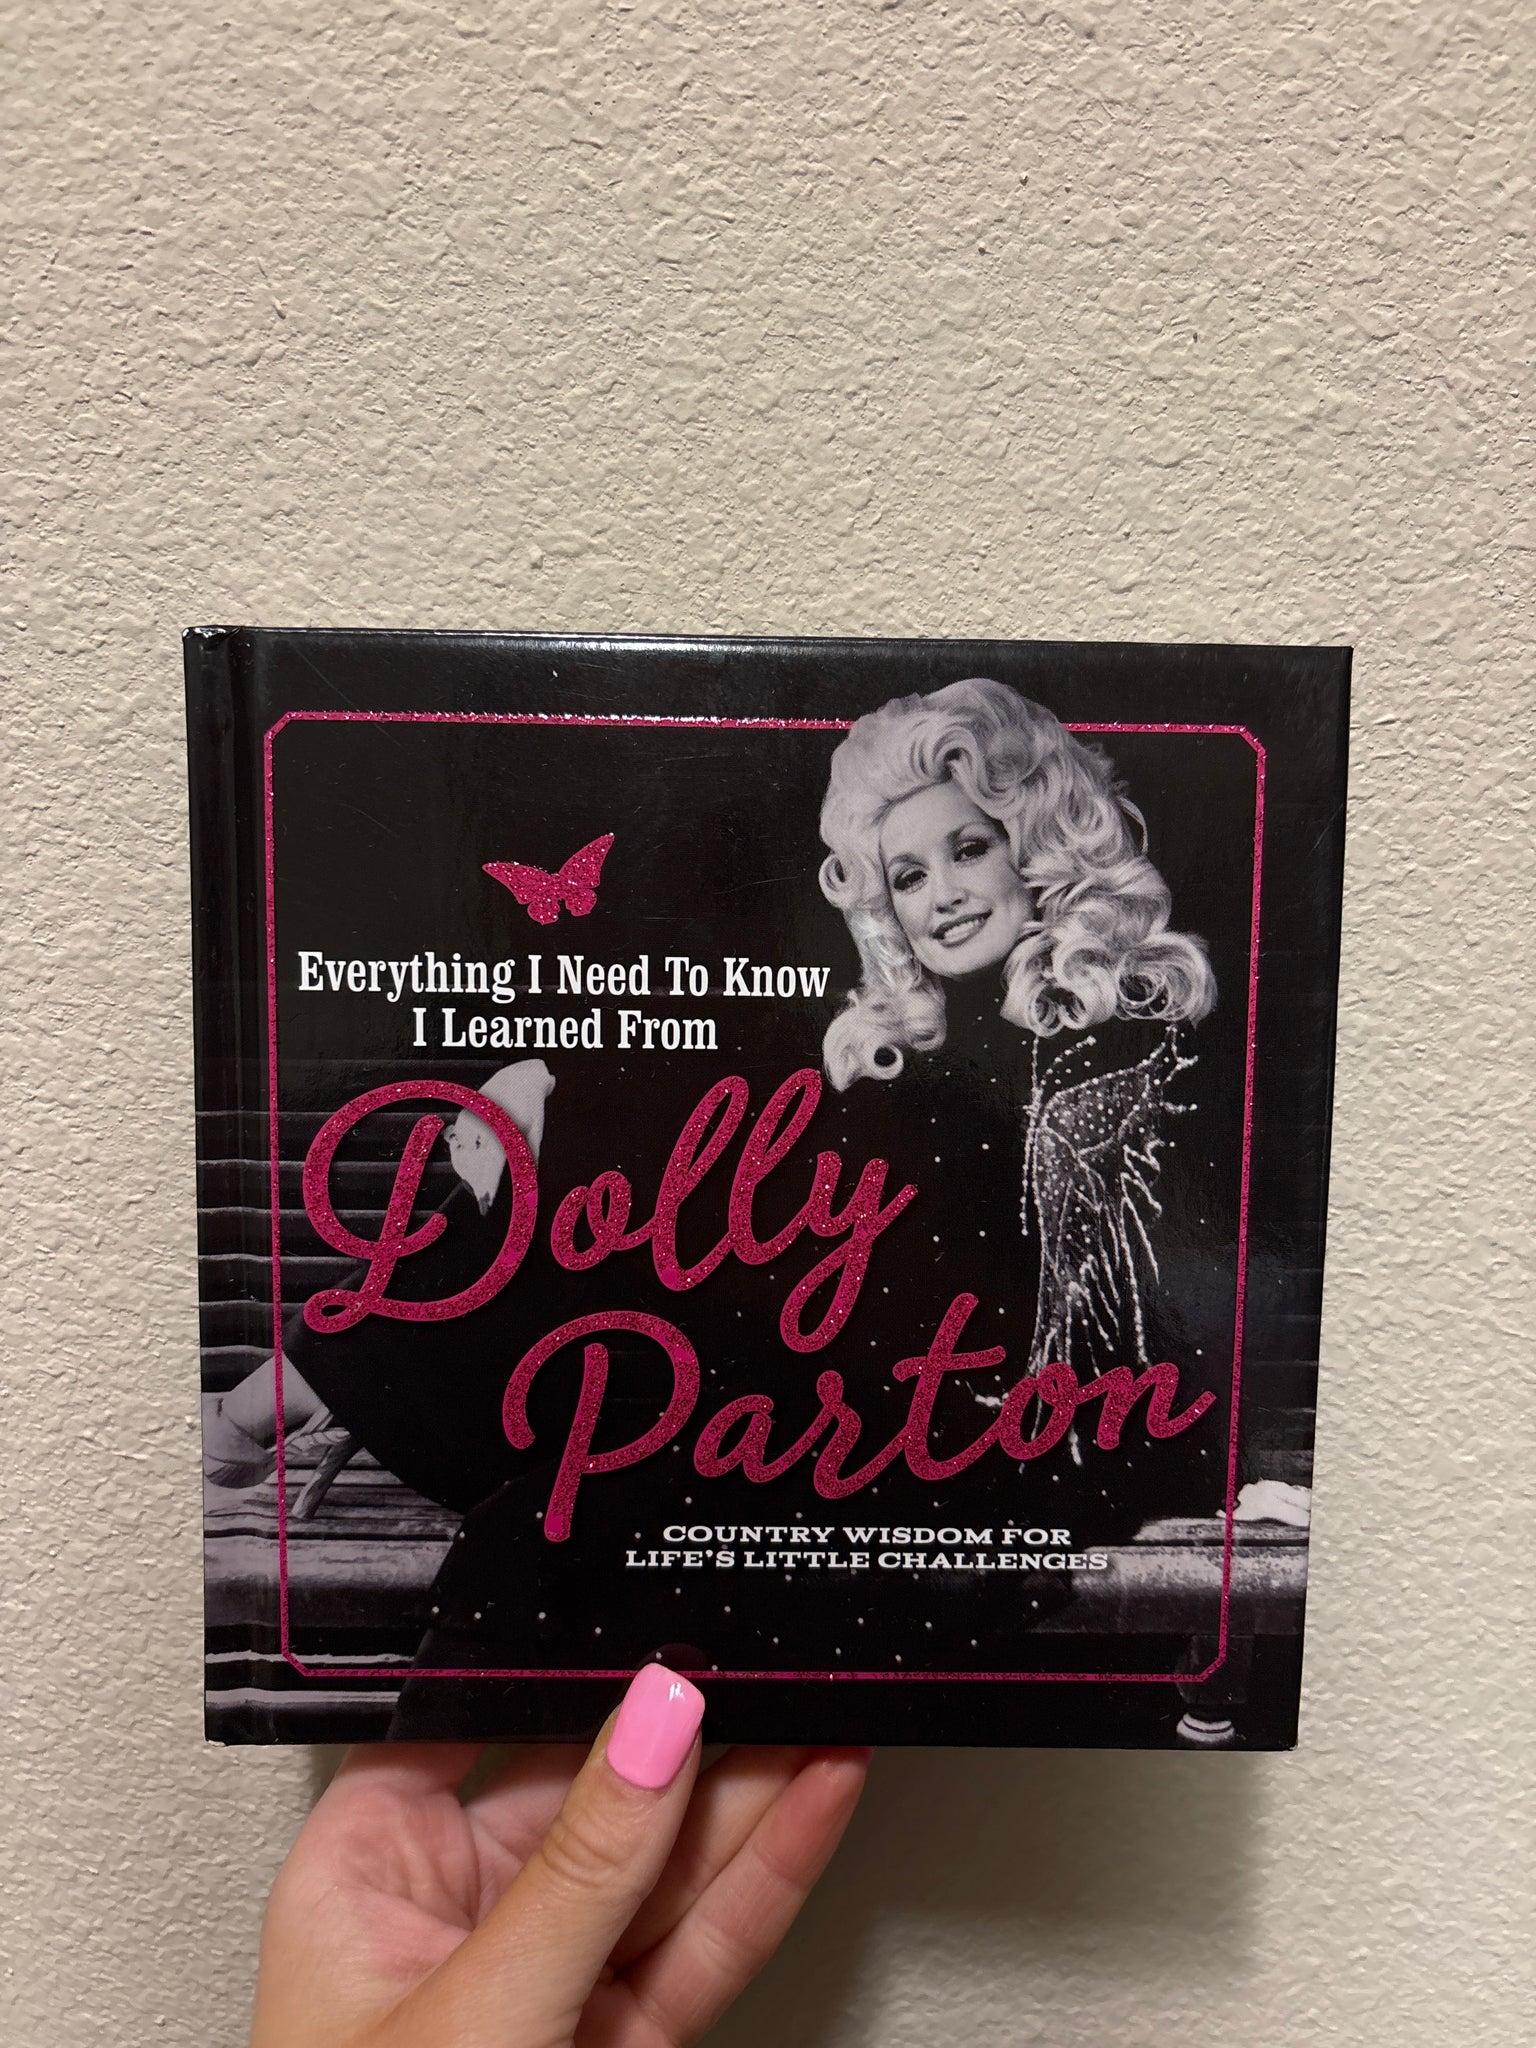 Everything I Need To Know
I Learned From
Dolly
Parton
COUNTRY WISDOM FOR
LIFE'S LITTLE CHALLENGES